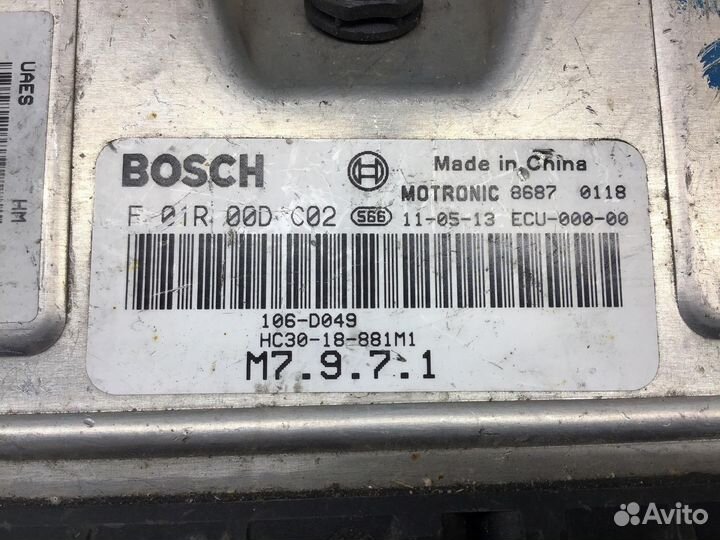 UAES
HM
BOSCH
Made in China
MOTRONIC 8687 0118
F 01R 00D C02 566 11-05-13 ECU-000-00
106-D049
HC30-18-881M1
M7.9.7.1
Avito